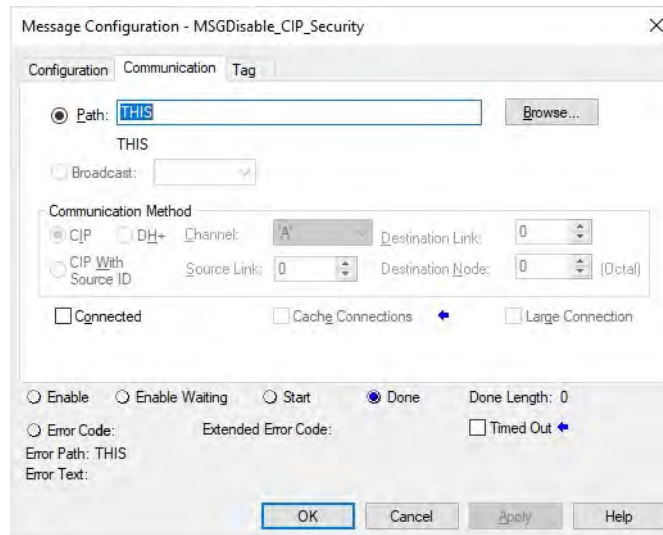 Message Configuration - MSGDisable_CIP_Security
Configuration Communication Tag
Path: THIS Browse...
THIS
Broadcast:
Communication Method
CIP DH+ Channel: 'A' Destination Link: 0
CIP With Source ID Source Link: 0 Destination Node: 0 (Octal)
Connected Cache Connections Large Connection
Enable Enable Waiting Start Done Done Length: 0
Error Code: Extended Error Code: Timed Out
Error Path: THIS
Error Text:
OK Cancel Apply Help